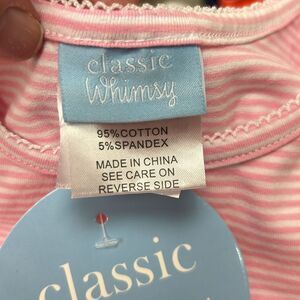 classic
Whimsy
95%COTTON
5%SPANDEX
MADE IN CHINA
SEE CARE ON
REVERSE SIDE
classic